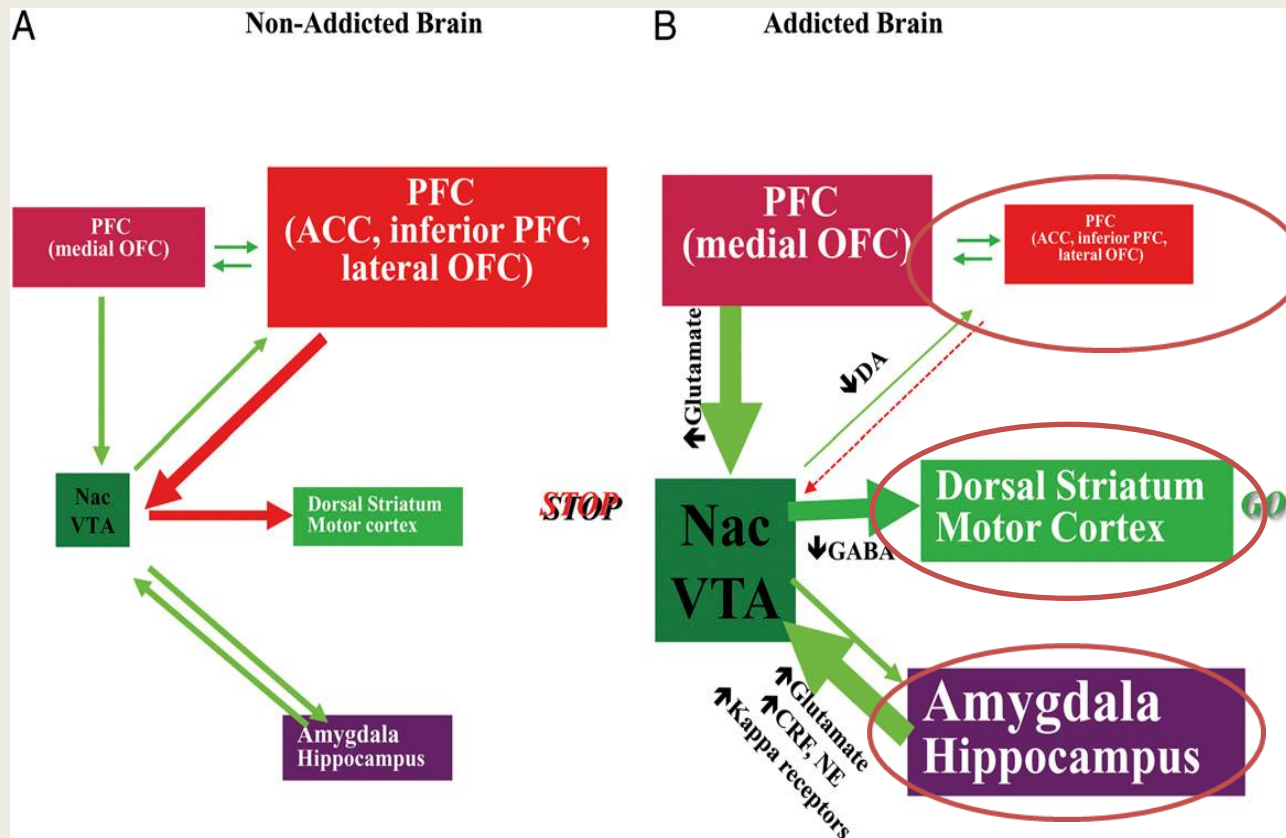 A
Non-Addicted Brain
PFC
(medial OFC)
PFC
(ACC, inferior PFC,
lateral OFC)
Nac
VTA
Dorsal Striatum
Motor cortex
STOP
Amygdala
Hippocampus
B
Addicted Brain
PFC
(medial OFC)
PFC
(ACC, inferior PFC,
lateral OFC)
🡹Glutamate
🡻DA
Nac
VTA
🡻GABA
Dorsal Striatum
Motor Cortex
GO
🡹Glutamate
🡹CRF, NE
🡹Kappa receptors
Amygdala
Hippocampus